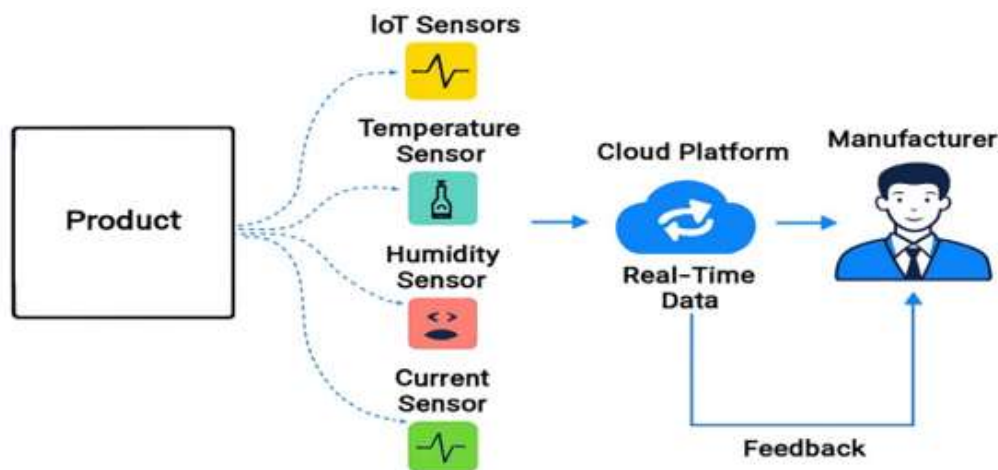 Product
IoT Sensors
Temperature
Sensor
Humidity
Sensor
Current
Sensor
Cloud Platform
Real-Time
Data
Manufacturer
Feedback